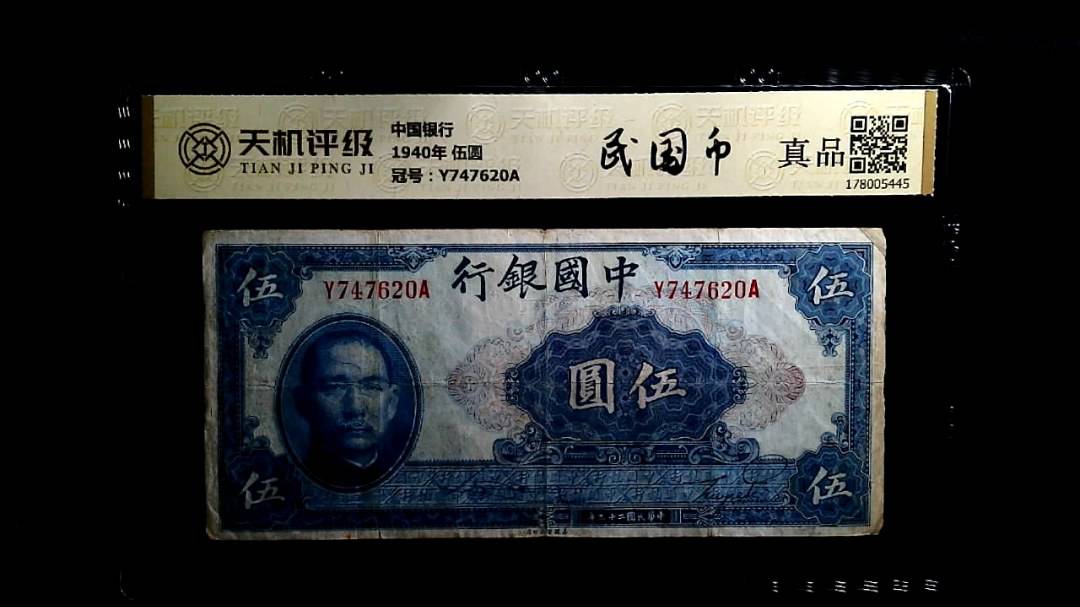 天机评级
TIAN JI PING JI
中国银行
1940年 伍圆
冠号：Y747620A
民国币
真品
178005445
行銀國中
伍
Y747620A
Y747620A
伍
圓伍
伍
伍